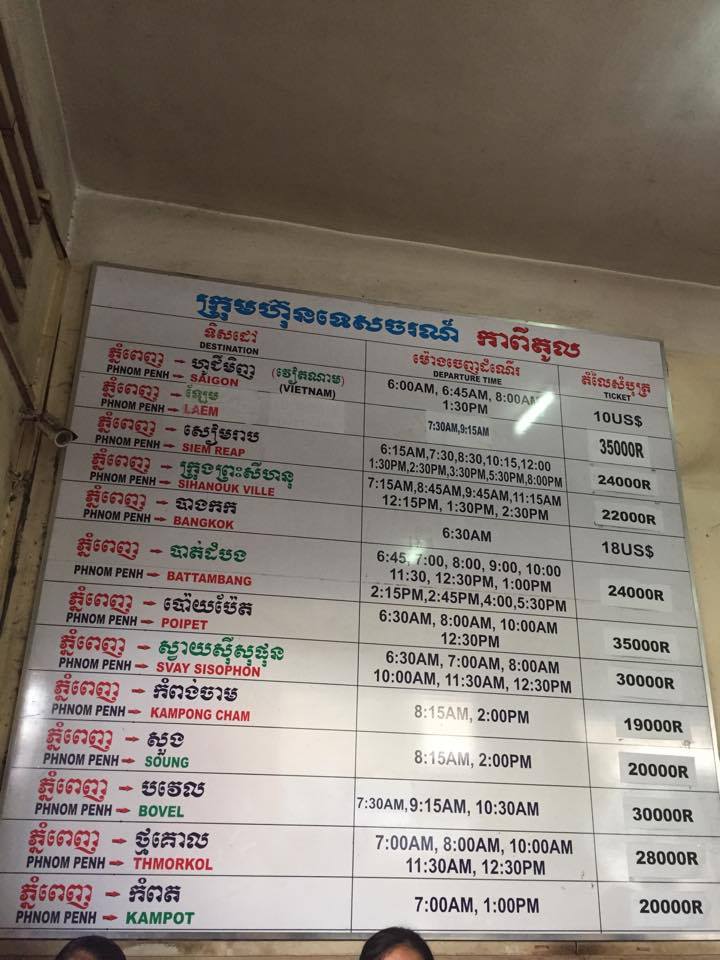 ក្រុមហ៊ុនទេសចរណ៍ កាពីតូល
ទិសដៅ
DESTINATION
ម៉ោងចេញដំណើរ
DEPARTURE TIME
តំលៃសំបុត្រ
TICKET
ភ្នំពេញ → ហូជីមិញ (វៀតណាម)
PHNOM PENH → SAIGON (VIETNAM)
6:00AM, 6:45AM, 8:00AM
1:30PM
10US$
ឡែម
PHNOM PENH → LAEM
7:30AM,9:15AM
35000R
ភ្នំពេញ → សៀមរាប
PHNOM PENH → SIEM REAP
6:15AM,7:30,8:30,10:15,12:00
1:30PM,2:30PM,3:30PM,5:30PM,8:00PM
24000R
ភ្នំពេញ → ក្រុងព្រះសីហនុ
PHNOM PENH → SIHANOUK VILLE
7:15AM,8:45AM,9:45AM,11:15AM
12:15PM, 1:30PM, 2:30PM
22000R
ភ្នំពេញ → បាងកក
PHNOM PENH → BANGKOK
6:30AM
18US$
ភ្នំពេញ → បាត់ដំបង
PHNOM PENH → BATTAMBANG
6:45, 7:00, 8:00, 9:00, 10:00
11:30, 12:30PM, 1:00PM
2:15PM,2:45PM,4:00,5:30PM
24000R
ភ្នំពេញ → ប៉ោយប៉ែត
PHNOM PENH → POIPET
6:30AM, 8:00AM, 10:00AM
12:30PM
35000R
ភ្នំពេញ → ស្វាយស៊ីសុផុន
PHNOM PENH → SVAY SISOPHON
6:30AM, 7:00AM, 8:00AM
10:00AM, 11:30AM, 12:30PM
30000R
ភ្នំពេញ → កំពង់ចាម
PHNOM PENH → KAMPONG CHAM
8:15AM, 2:00PM
19000R
ភ្នំពេញ → សួង
PHNOM PENH → SOUNG
8:15AM, 2:00PM
20000R
ភ្នំពេញ → បវេល
PHNOM PENH → BOVEL
7:30AM,9:15AM, 10:30AM
30000R
ភ្នំពេញ → ថ្មគោល
PHNOM PENH → THMORKOL
7:00AM, 8:00AM, 10:00AM
11:30AM, 12:30PM
28000R
ភ្នំពេញ → កំពត
PHNOM PENH → KAMPOT
7:00AM, 1:00PM
20000R